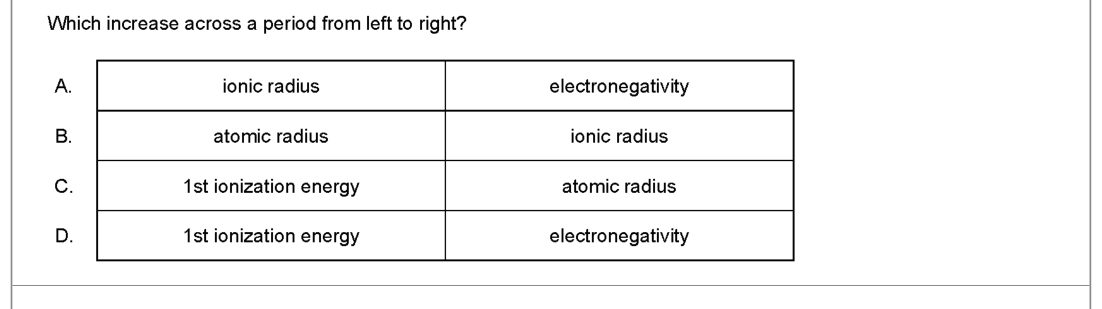 Which increase across a period from left to right?
A. ionic radius electronegativity
B. atomic radius ionic radius
C. 1st ionization energy atomic radius
D. 1st ionization energy electronegativity